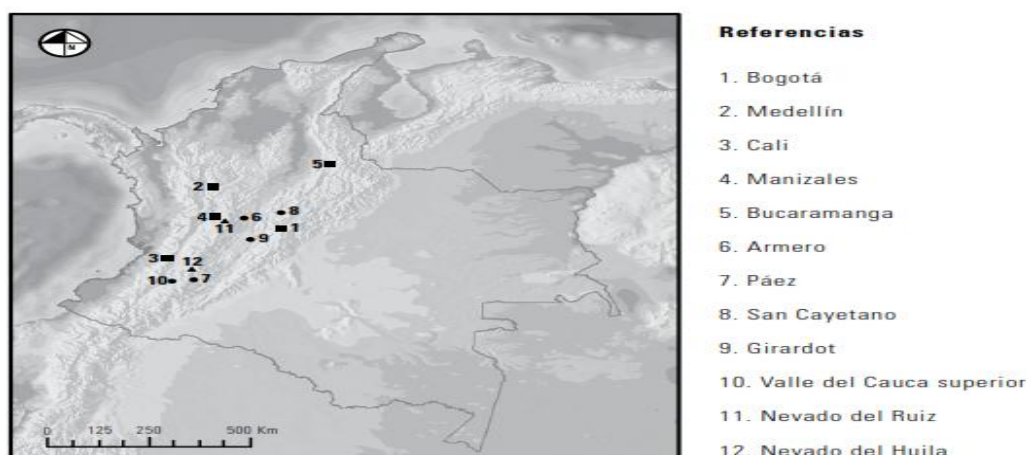 N
Referencias
1. Bogotá
2. Medellín
3. Cali
4. Manizales
5. Bucaramanga
6. Armero
7. Páez
8. San Cayetano
9. Girardot
10. Valle del Cauca superior
11. Nevado del Ruiz
12. Nevado del Huila
5
2
4
11
6
8
1
9
3
12
10
7
0 125 250 500 Km